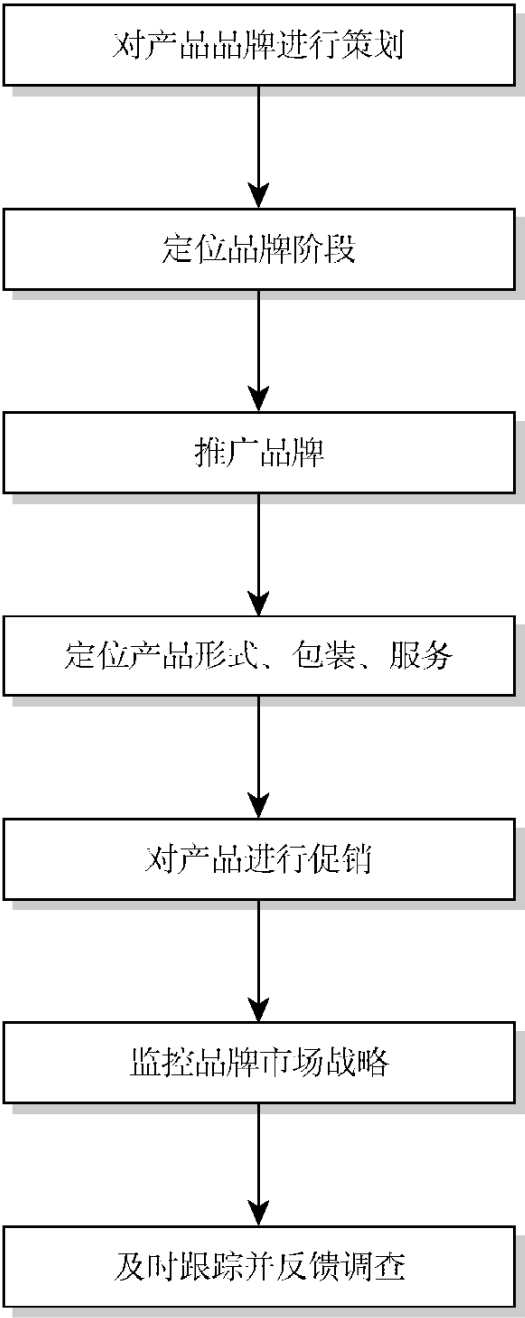 对产品品牌进行策划
定位品牌阶段
推广品牌
定位产品形式、包装、服务
对产品进行促销
监控品牌市场战略
及时跟踪并反馈调查